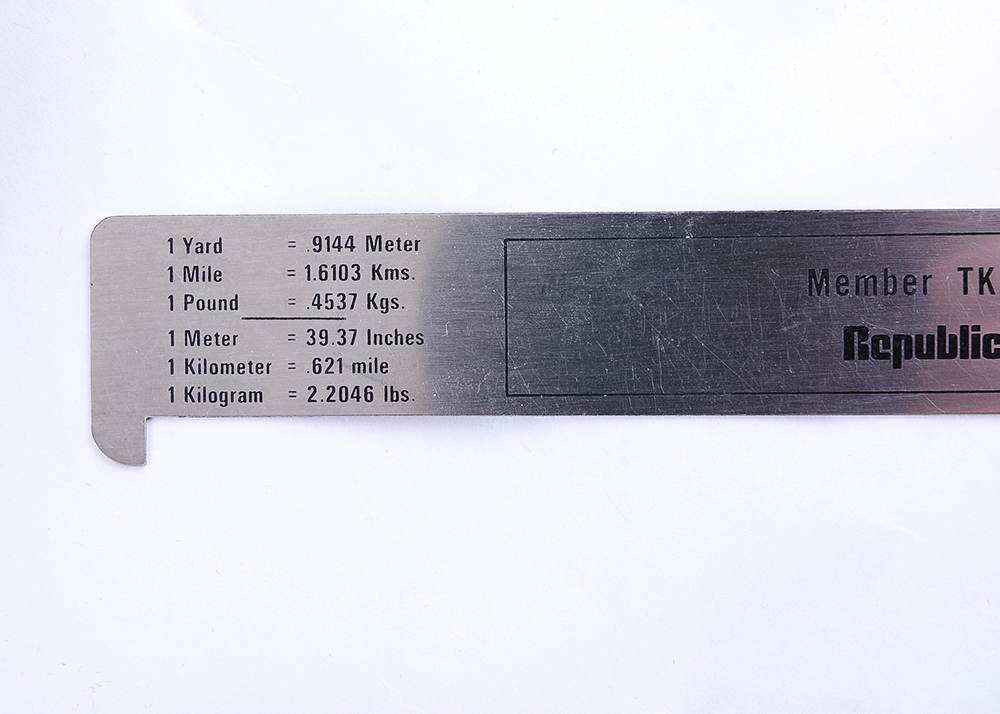 1 Yard = .9144 Meter
1 Mile = 1.6103 Kms.
1 Pound = .4537 Kgs.
1 Meter = 39.37 Inches
1 Kilometer = .621 mile
1 Kilogram = 2.2046 lbs.
Member TK
Republic